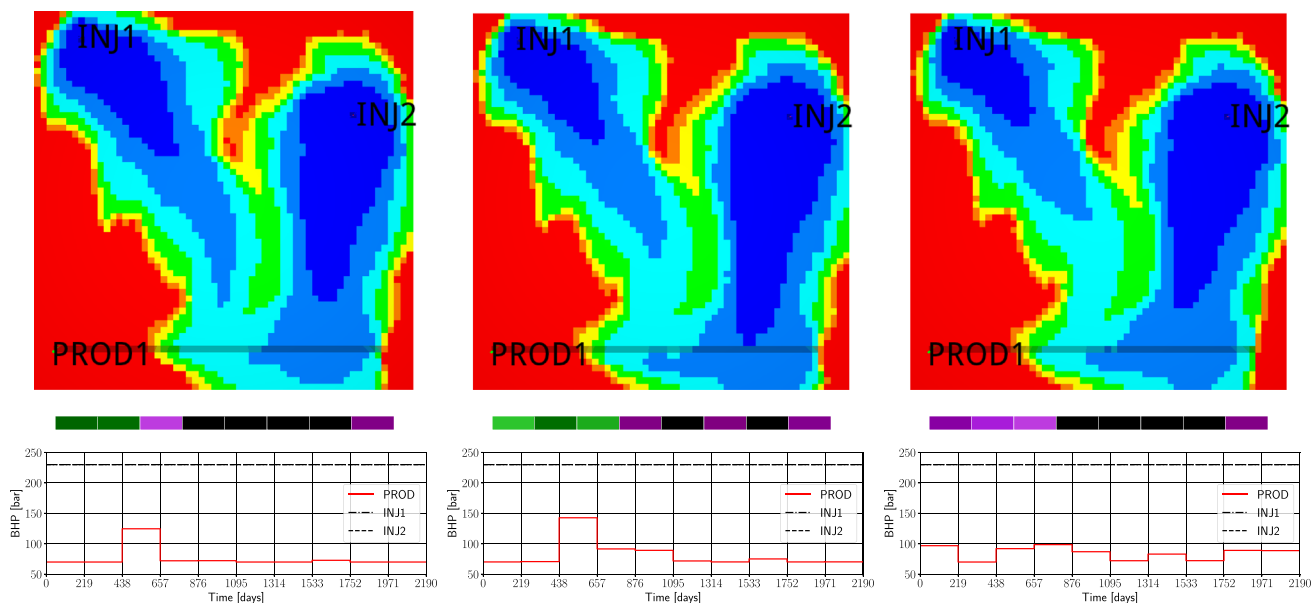 INJ1
INJ2
PROD1
INJ1
INJ2
PROD1
INJ1
INJ2
PROD1
BHP [bar]
250
200
150
100
50
PROD
INJ1
INJ2
0 219 438 657 876 1095 1314 1533 1752 1971 2190
Time [days]
BHP [bar]
250
200
150
100
50
PROD
INJ1
INJ2
0 219 438 657 876 1095 1314 1533 1752 1971 2190
Time [days]
BHP [bar]
250
200
150
100
50
PROD
INJ1
INJ2
0 219 438 657 876 1095 1314 1533 1752 1971 2190
Time [days]